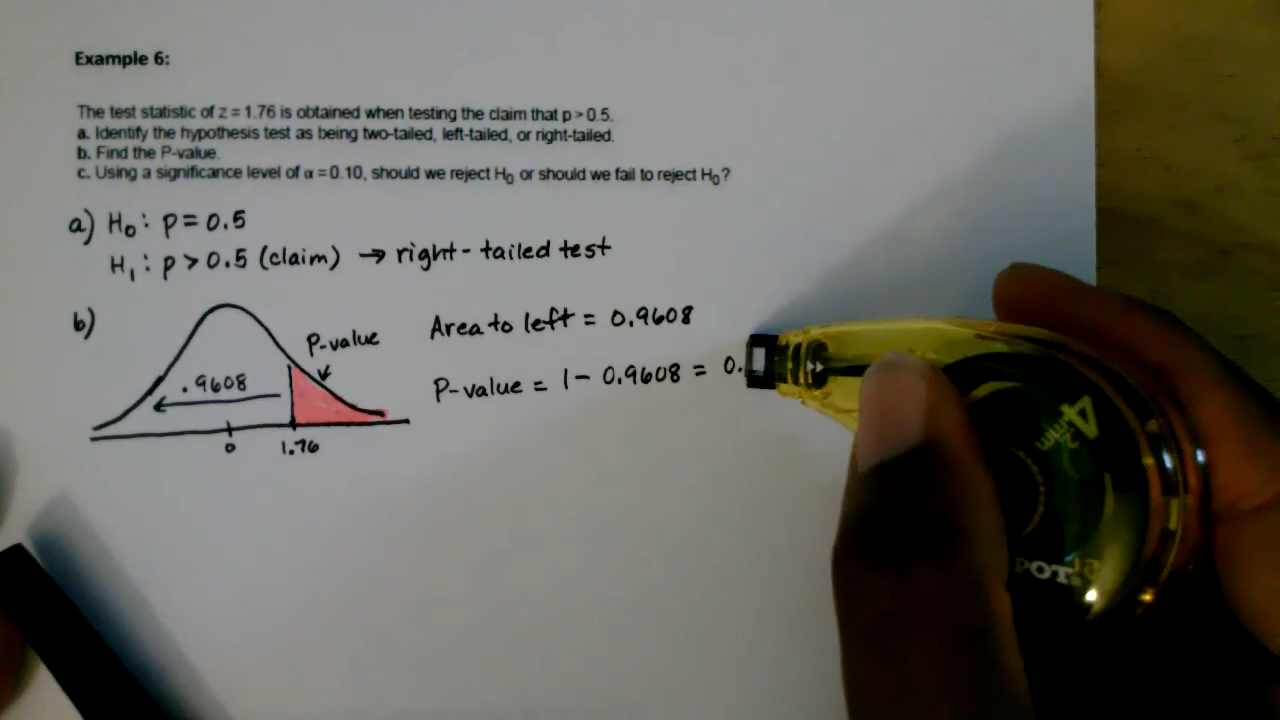 Example 6:
The test statistic of z = 1.76 is obtained when testing the claim that p > 0.5.
a. Identify the hypothesis test as being two-tailed, left-tailed, or right-tailed.
b. Find the P-value.
c. Using a significance level of α = 0.10, should we reject H₀ or should we fail to reject H₀?
a) H₀: p = 0.5
H₁: p > 0.5 (claim) → right-tailed test
b)
P-value
.9608
0
1.76
Area to left = 0.9608
P-value = 1 - 0.9608 = 0.
4.2mm